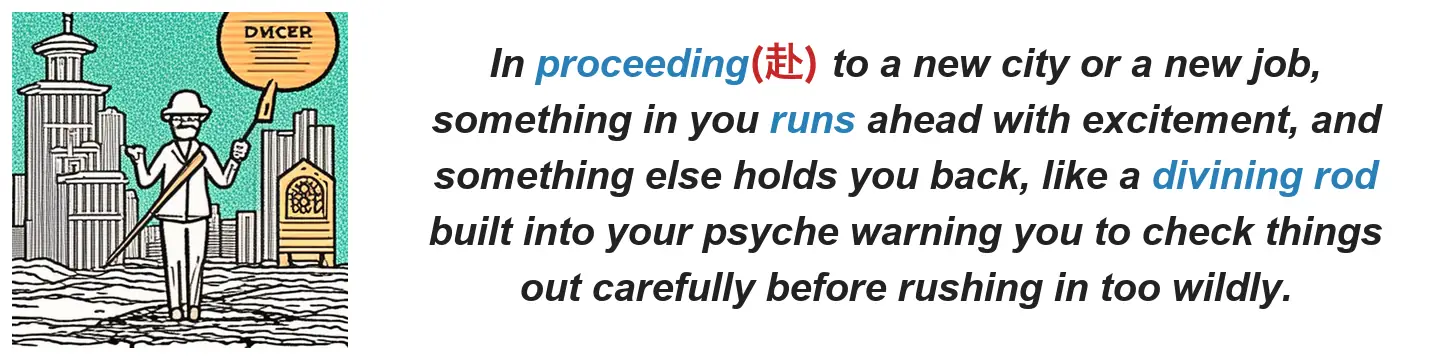 DИCER
In proceeding(赴) to a new city or a new job,
something in you runs ahead with excitement, and
something else holds you back, like a divining rod
built into your psyche warning you to check things
out carefully before rushing in too wildly.